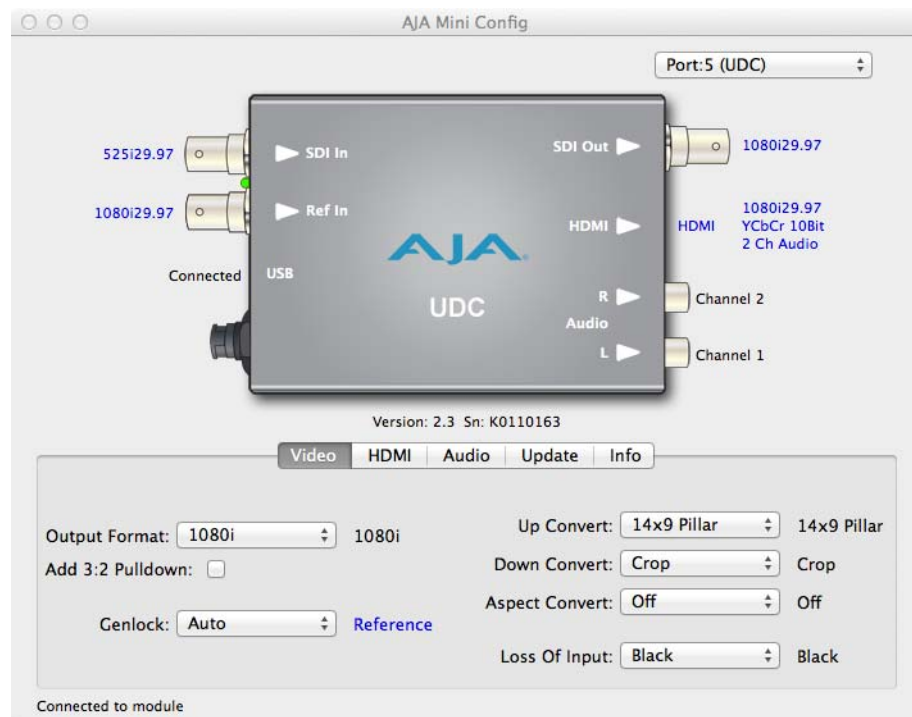 AJA Mini Config
Port:5 (UDC)
525i29.97
SDI In
SDI Out
1080i29.97
1080i29.97
Ref In
HDMI
HDMI
1080i29.97
YCbCr 10Bit
2 Ch Audio
AJA
Connected
USB
UDC
R
Channel 2
Audio
L
Channel 1
Version: 2.3 Sn: K0110163
Video HDMI Audio Update Info
Output Format: 1080i 1080i
Add 3:2 Pulldown:
Genlock: Auto Reference
Up Convert: 14x9 Pillar 14x9 Pillar
Down Convert: Crop Crop
Aspect Convert: Off Off
Loss Of Input: Black Black
Connected to module